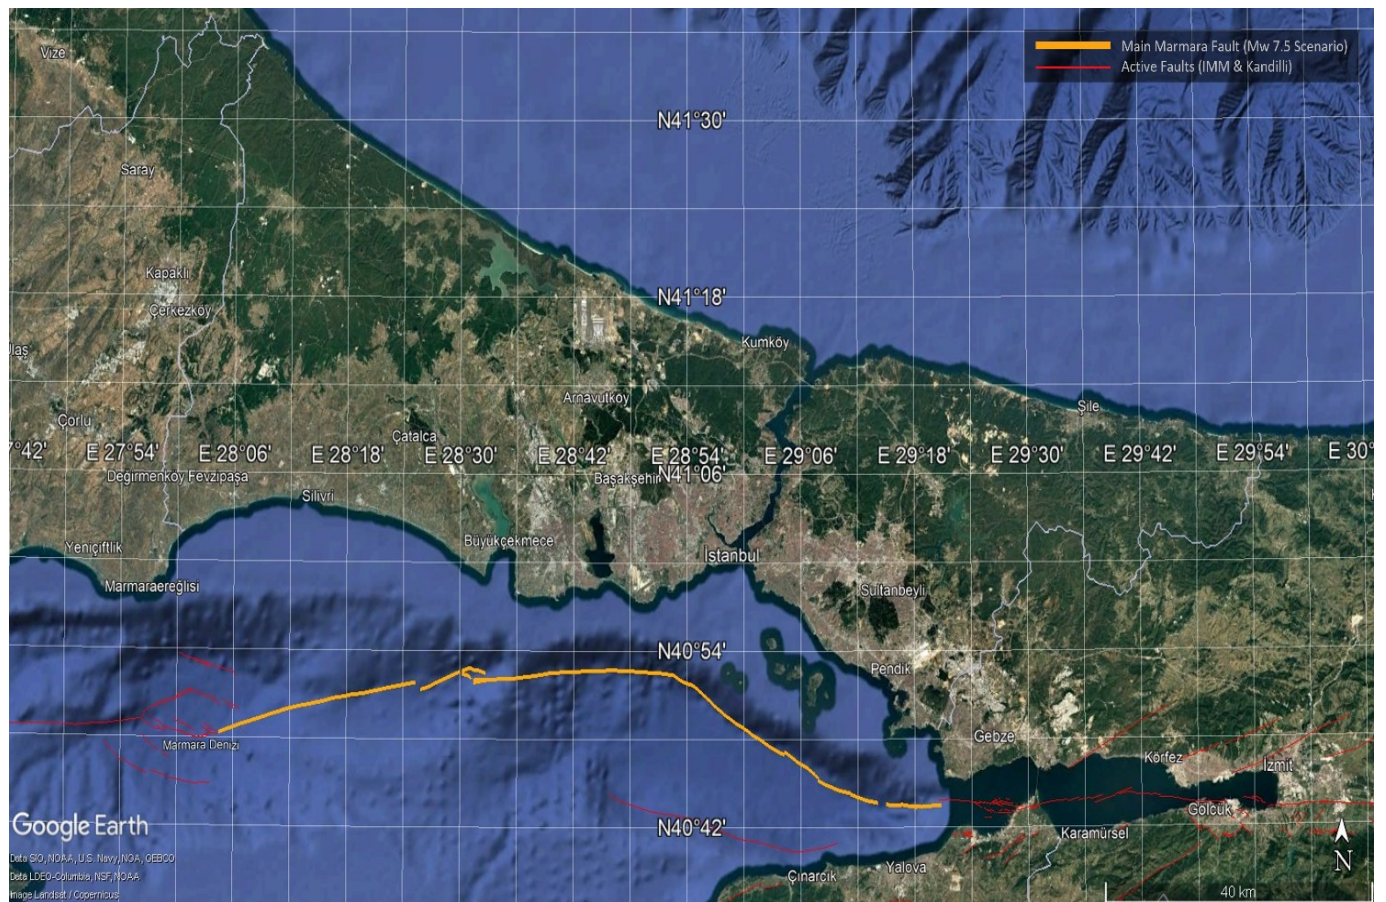 Main Marmara Fault (Mw 7.5 Scenario)
Active Faults (IMM & Kandilli)
Vize
N41°30'
Saray
Kapaklı
N41°18'
Çerkezköy
Kumköy
Arnavutköy
Şile
Çorlu
Çatalca
7°42' E 27°54' E 28°06' E 28°18' E 28°30' E 28°42' E 28°54' E 29°06' E 29°18' E 29°30' E 29°42' E 29°54' E 30°
Değirmenköy Fevzipaşa
Başakşehir
N41°06'
Silivri
Yeniçiftlik
Büyükçekmece
İstanbul
Marmaraereğlisi
Sultanbeyli
N40°54'
Pendik
Marmara Denizi
Gebze
Körfez
İzmit
Gölcük
Google Earth
N40°42'
Karamürsel
N
Data SIO, NOAA, U.S. Navy, NGA, GEBCO
Data LDEO-Columbia, NSF, NOAA
Image Landsat / Copernicus
Çınarcık
Yalova
40 km